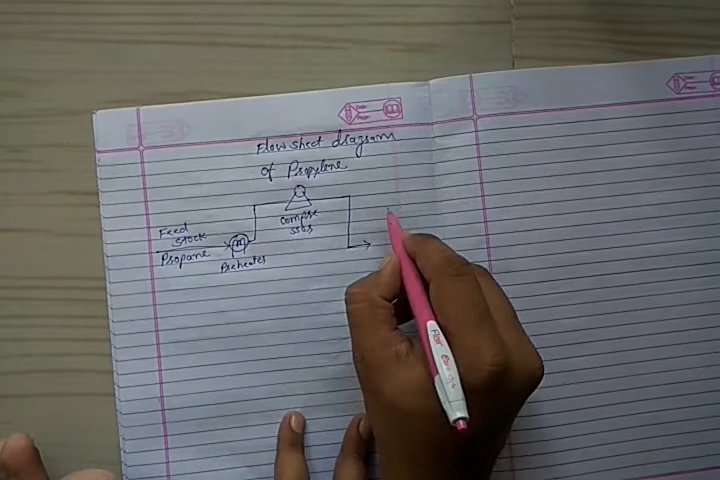 Flow sheet diagram
of Propylene
Feed
stock
Propane
Preheater
Compre
ssor